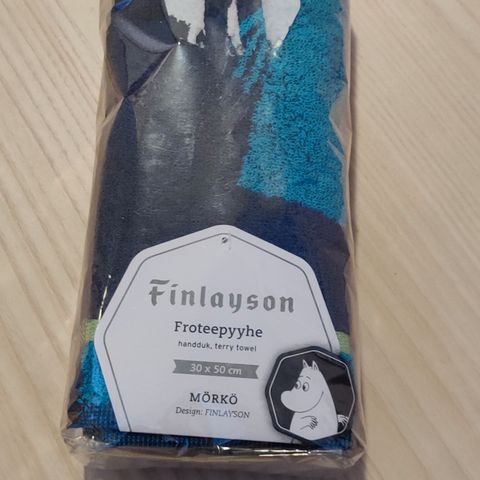 Finlayson
Froteepyyhe
handduk, terry towel
30 x 50 cm
MÖRKÖ
Design: FINLAYSON